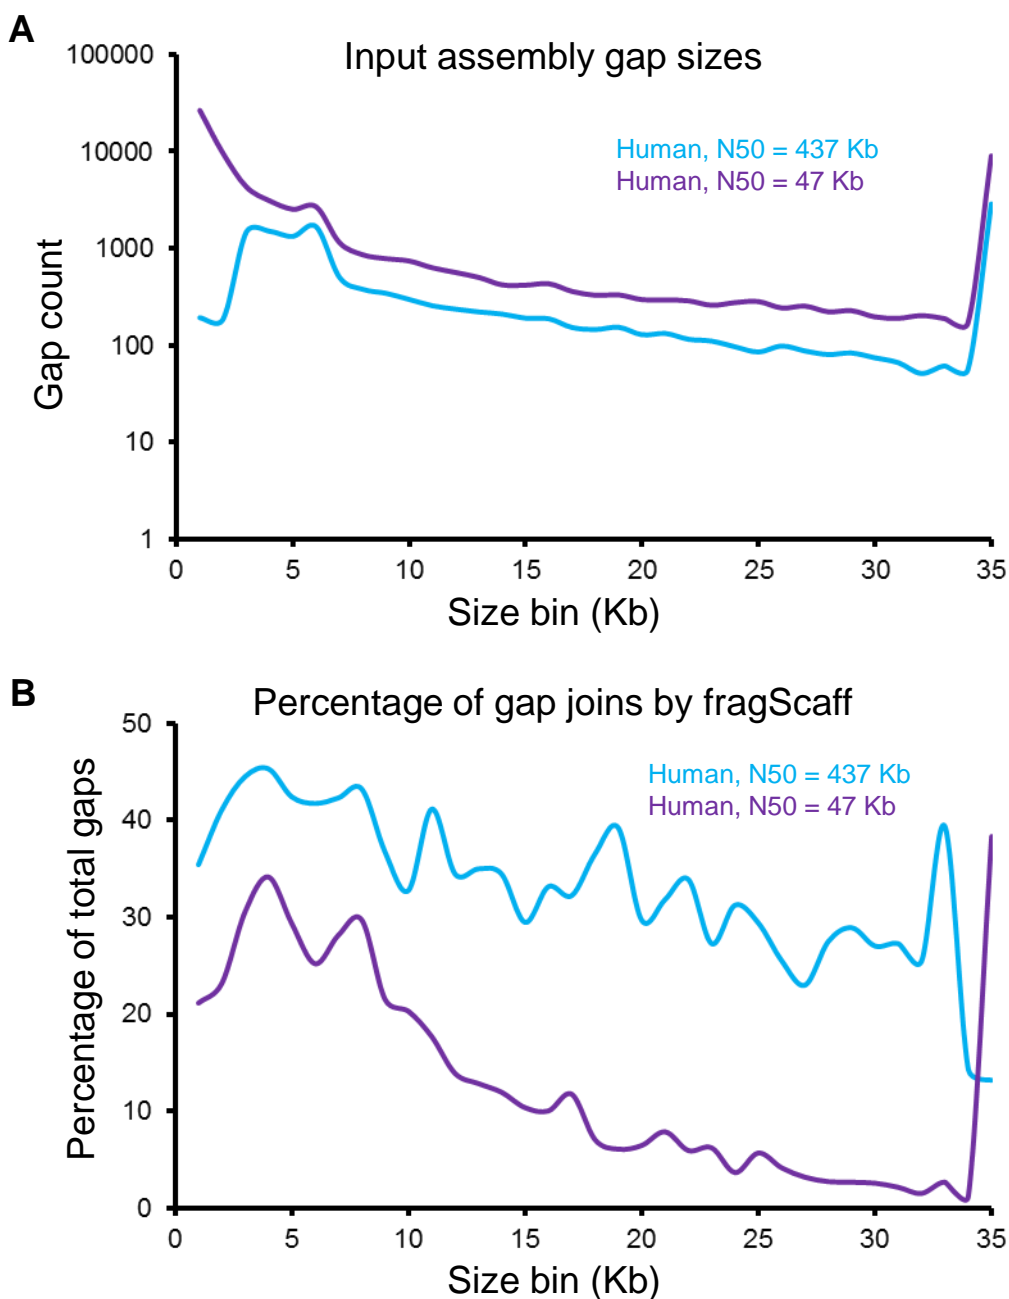 A
Input assembly gap sizes
100000
10000
1000
100
10
1
Gap count
Human, N50 = 437 Kb
Human, N50 = 47 Kb
0 5 10 15 20 25 30 35
Size bin (Kb)
B
Percentage of gap joins by fragScaff
50
40
30
20
10
0
Percentage of total gaps
Human, N50 = 437 Kb
Human, N50 = 47 Kb
0 5 10 15 20 25 30 35
Size bin (Kb)